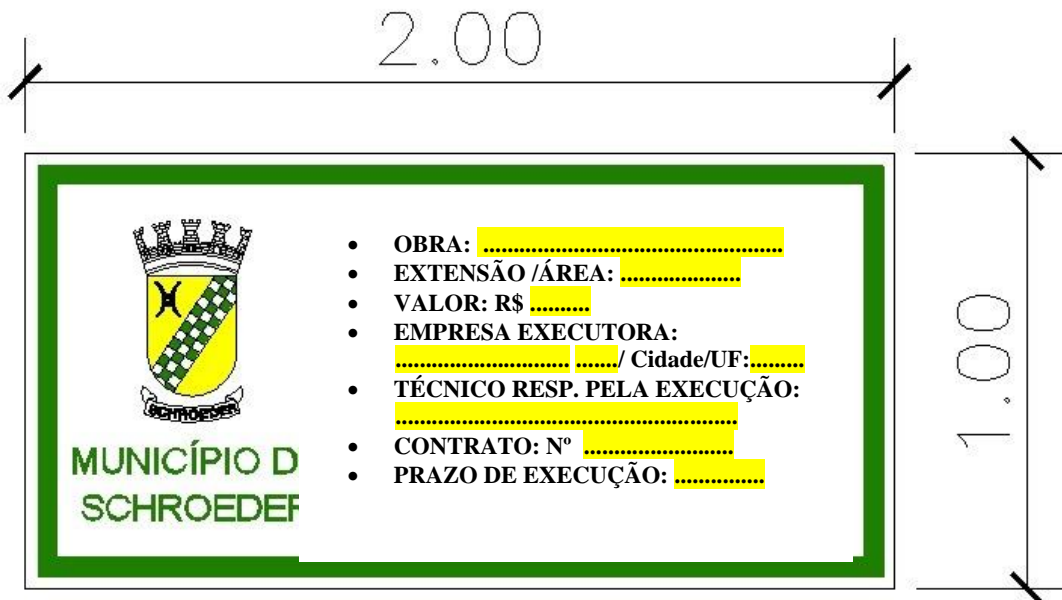 2.00
• OBRA: ..................................................
• EXTENSÃO /ÁREA: ....................
• VALOR: R$ ..........
• EMPRESA EXECUTORA:
............................. ......./ Cidade/UF:.........
• TÉCNICO RESP. PELA EXECUÇÃO:
.........................................................
• CONTRATO: Nº .........................
• PRAZO DE EXECUÇÃO: ...............
SCHROEDER
MUNICÍPIO D
SCHROEDER
1.00